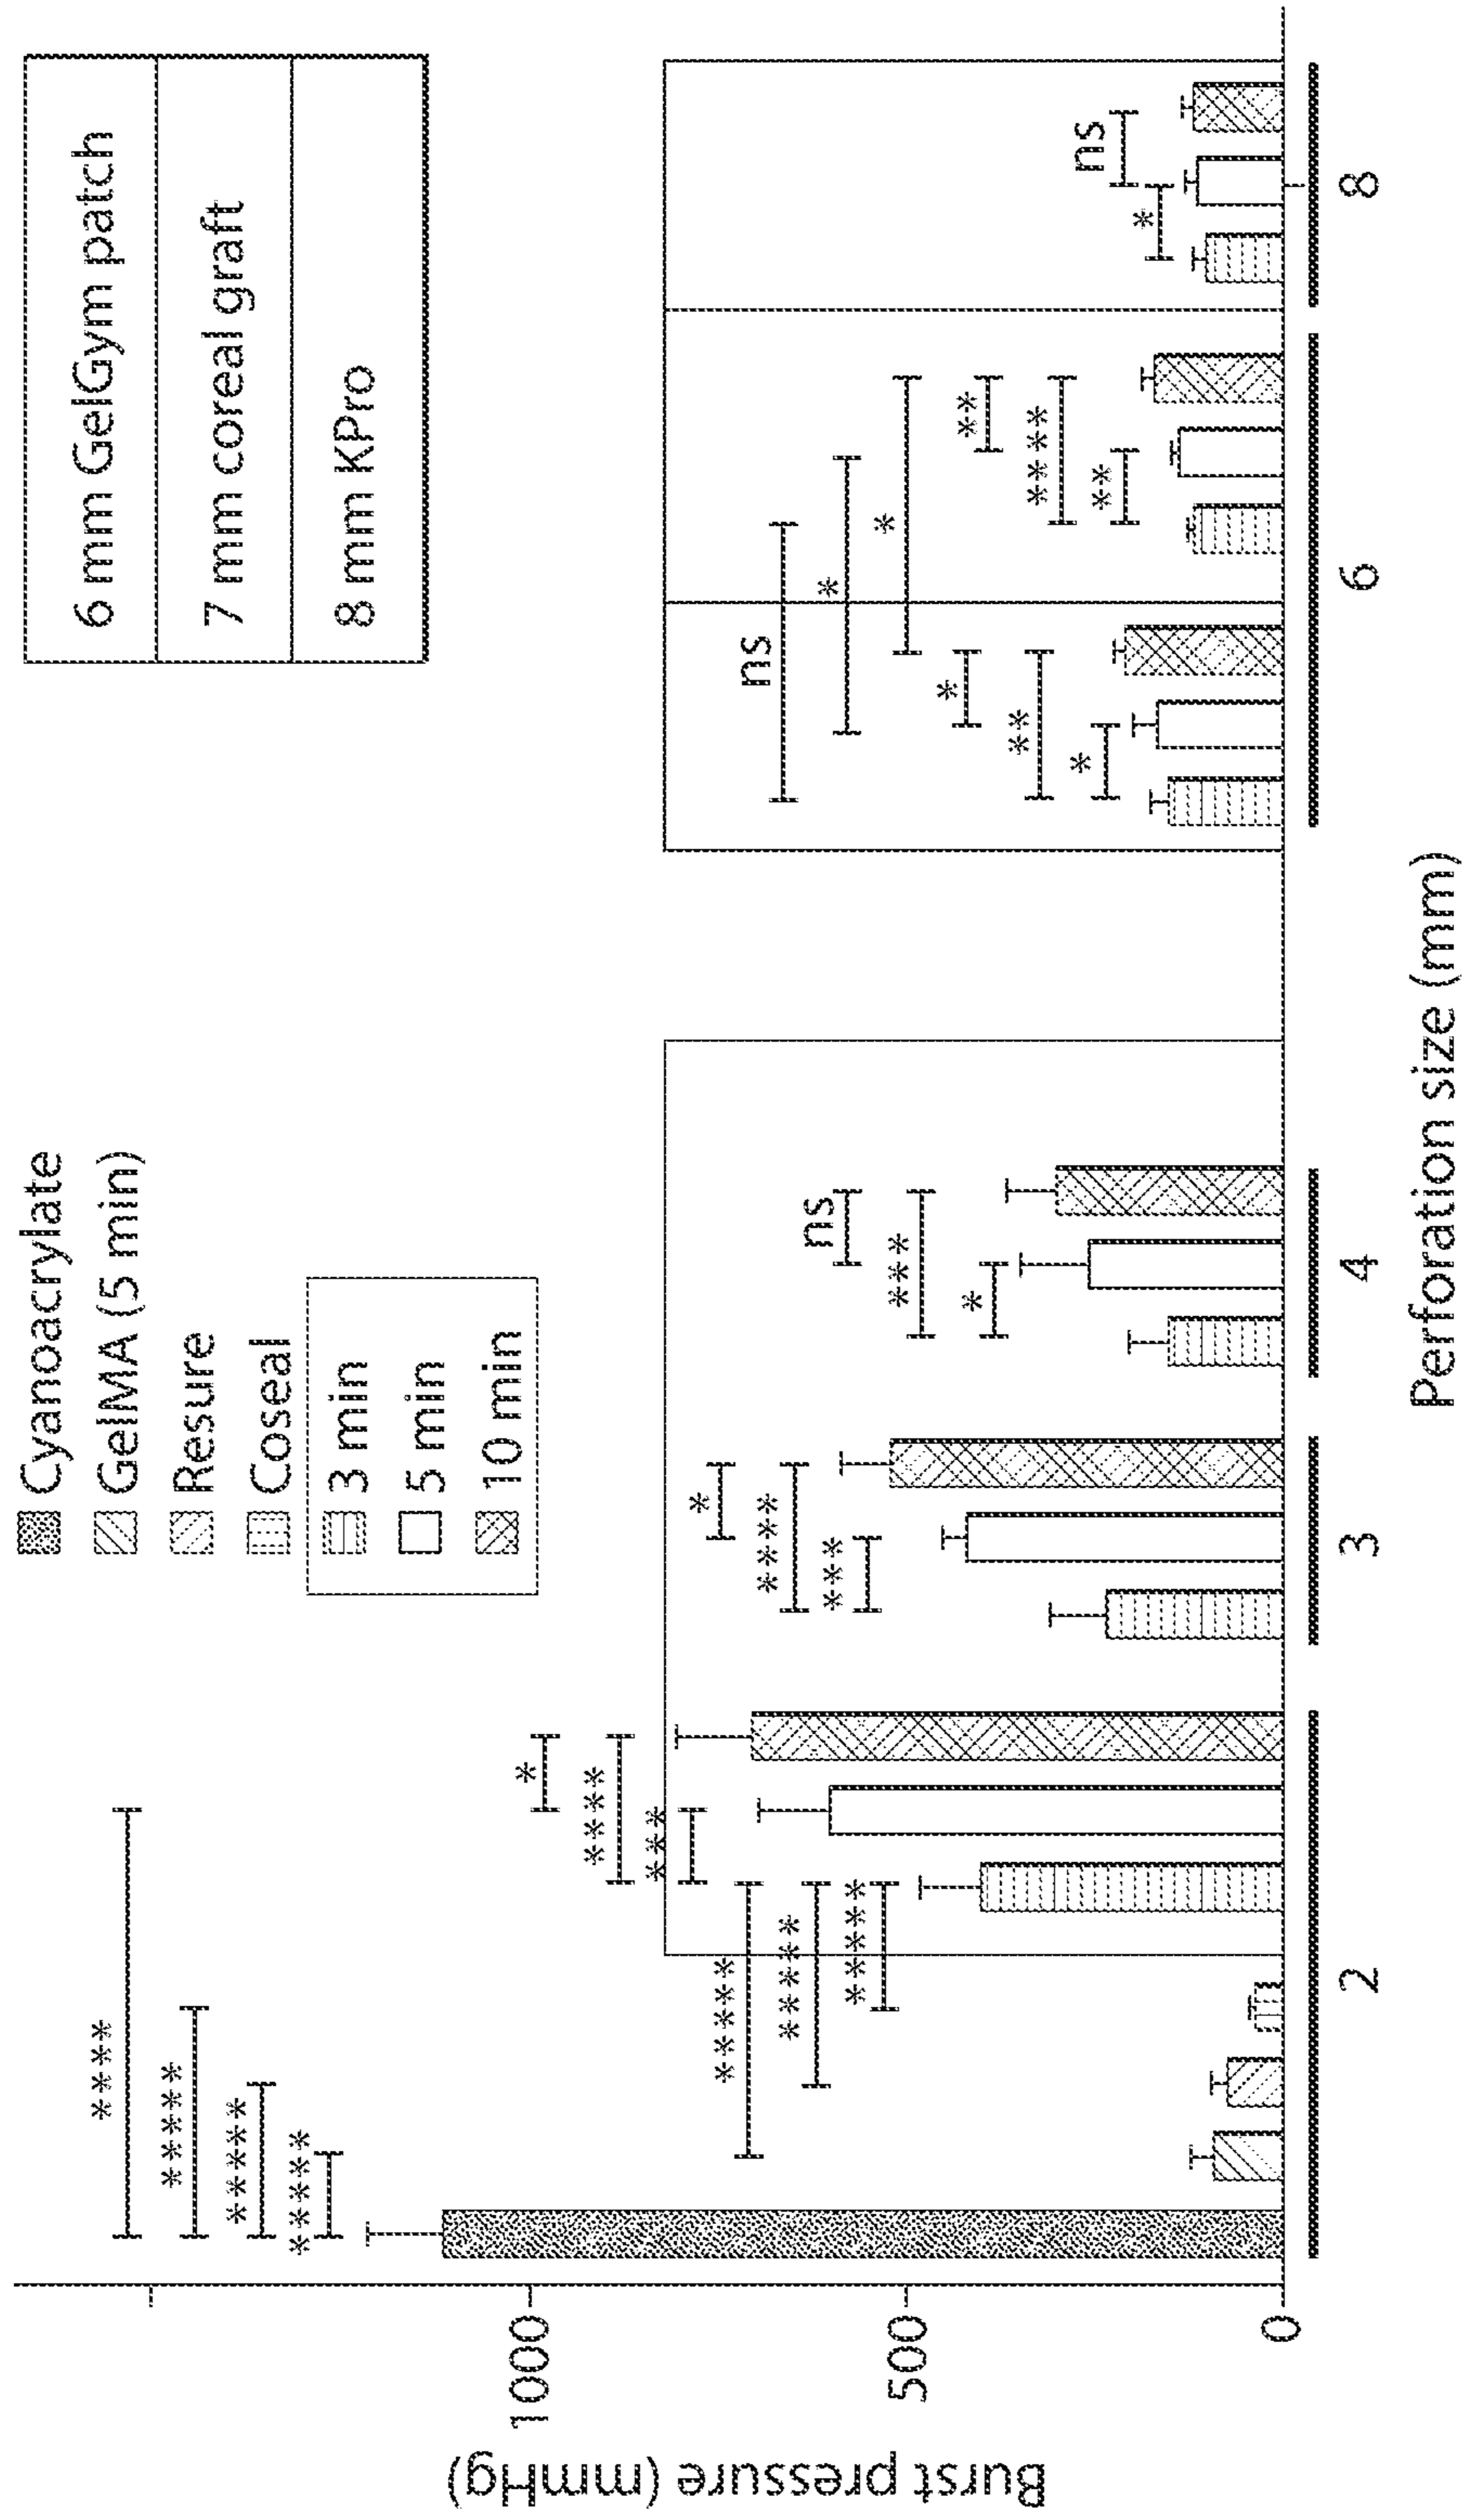 Cyanoacrylate
GelMA (5 min)
Resure
Coseal
3 min
5 min
10 min
6 mm GelGym patch
7 mm coreal graft
8 mm KPro
Burst pressure (mmHg)
1000
500
0
****
*****
*****
*****
*****
*****
*****
*
****
***
*
****
***
ns
***
*
ns
*
*
*
**
*
**
****
**
ns
*
2
3
4
6
8
Perforation size (mm)